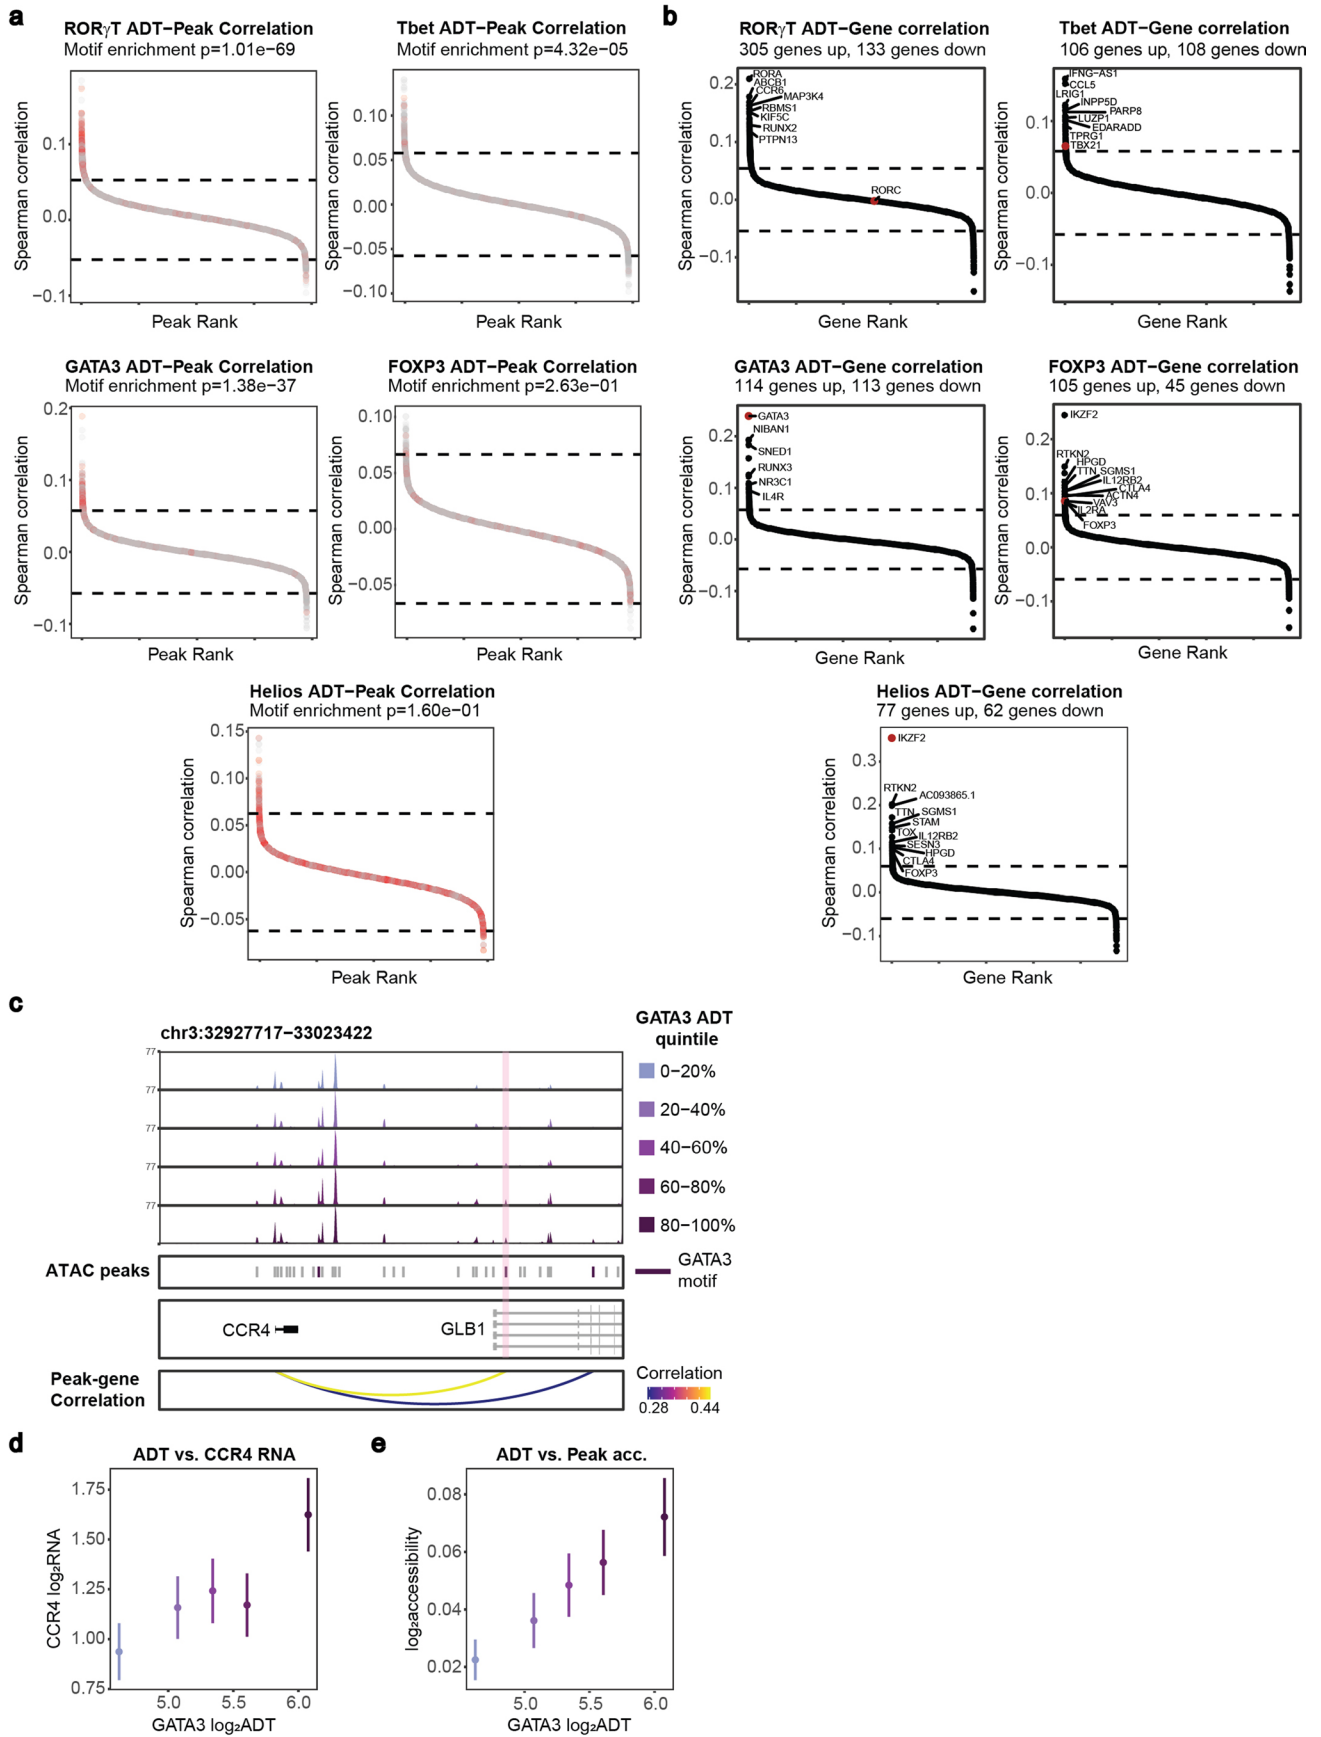 a
RORγT ADT−Peak Correlation
Motif enrichment p=1.01e−69
Spearman correlation
0.1
0.0
−0.1
Peak Rank
Tbet ADT−Peak Correlation
Motif enrichment p=4.32e−05
Spearman correlation
0.10
0.05
0.00
−0.05
−0.10
Peak Rank
GATA3 ADT−Peak Correlation
Motif enrichment p=1.38e−37
Spearman correlation
0.2
0.1
0.0
−0.1
Peak Rank
FOXP3 ADT−Peak Correlation
Motif enrichment p=2.63e−01
Spearman correlation
0.10
0.05
0.00
−0.05
Peak Rank
Helios ADT−Peak Correlation
Motif enrichment p=1.60e−01
Spearman correlation
0.15
0.10
0.05
0.00
−0.05
Peak Rank
b
RORγT ADT−Gene correlation
305 genes up, 133 genes down
Spearman correlation
0.2
0.1
0.0
−0.1
RORA
ABCB1
CCR6
MAP3K4
RBMS1
KIF5C
RUNX2
PTPN13
RORC
Gene Rank
Tbet ADT−Gene correlation
106 genes up, 108 genes down
Spearman correlation
0.1
0.0
−0.1
IFNG−AS1
CCL5
LRIG1
INPP5D
PARP8
LUZP1
EDARADD
TPRG1
TBX21
Gene Rank
GATA3 ADT−Gene correlation
114 genes up, 113 genes down
Spearman correlation
0.2
0.1
0.0
−0.1
GATA3
NIBAN1
SNED1
RUNX3
NR3C1
IL4R
Gene Rank
FOXP3 ADT−Gene correlation
105 genes up, 45 genes down
Spearman correlation
0.2
0.1
0.0
−0.1
IKZF2
RTKN2
HPGD
TTN SGMS1
IL12RB2
CTLA4
ACTN4
VAV3
IL2RA
FOXP3
Gene Rank
Helios ADT−Gene correlation
77 genes up, 62 genes down
Spearman correlation
0.3
0.2
0.1
0.0
−0.1
IKZF2
RTKN2
AC093865.1
TTN SGMS1
STAM
TOX IL12RB2
SESN3
HPGD
CTLA4
FOXP3
Gene Rank
c
chr3:32927717−33023422
77
77
77
77
77
GATA3 ADT
quintile
0−20%
20−40%
40−60%
60−80%
80−100%
ATAC peaks
GATA3
motif
CCR4
GLB1
Peak-gene
Correlation
Correlation
0.28 0.44
d
ADT vs. CCR4 RNA
CCR4 log₂RNA
1.75
1.50
1.25
1.00
0.75
5.0 5.5 6.0
GATA3 log₂ADT
e
ADT vs. Peak acc.
log₂accessibility
0.08
0.06
0.04
0.02
5.0 5.5 6.0
GATA3 log₂ADT